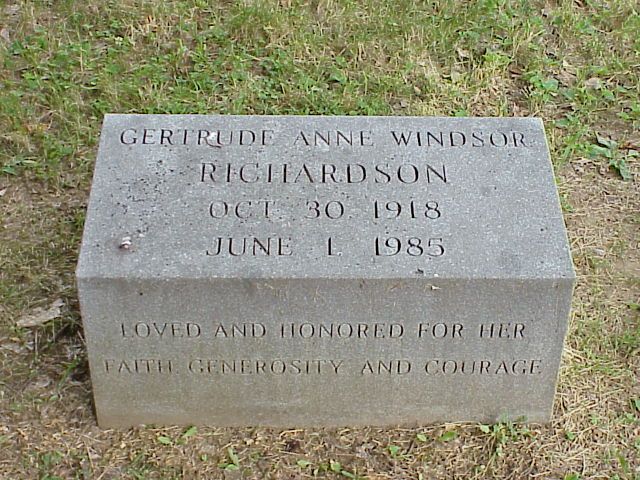 GERTRUDE ANNE WINDSOR
RICHARDSON
OCT 30 1918
JUNE 1 1985
LOVED AND HONORED FOR HER
FAITH GENEROSITY AND COURAGE